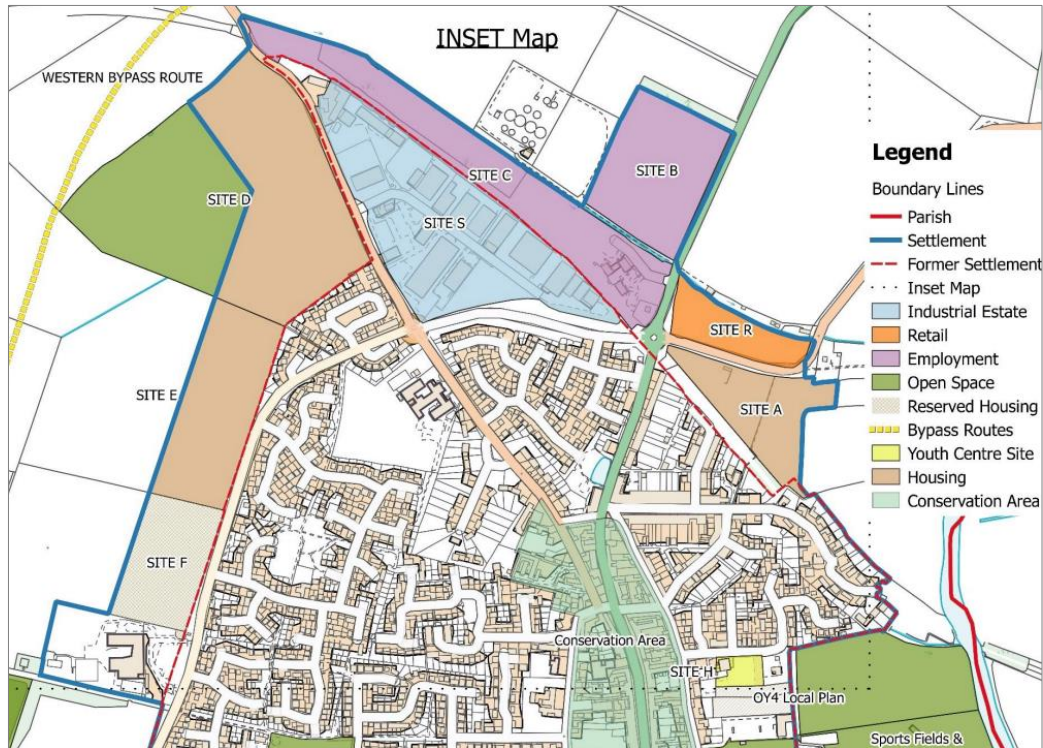 INSET Map
WESTERN BYPASS ROUTE
SITE C
SITE B
SITE D
SITE S
Legend
Boundary Lines
Parish
Settlement
Former Settlement
Inset Map
Industrial Estate
Retail
Employment
Open Space
Reserved Housing
Bypass Routes
Youth Centre Site
Housing
Conservation Area
SITE R
SITE E
SITE A
SITE F
Conservation Area
SITE HY
OY4 Local Plan
Sports Fields &